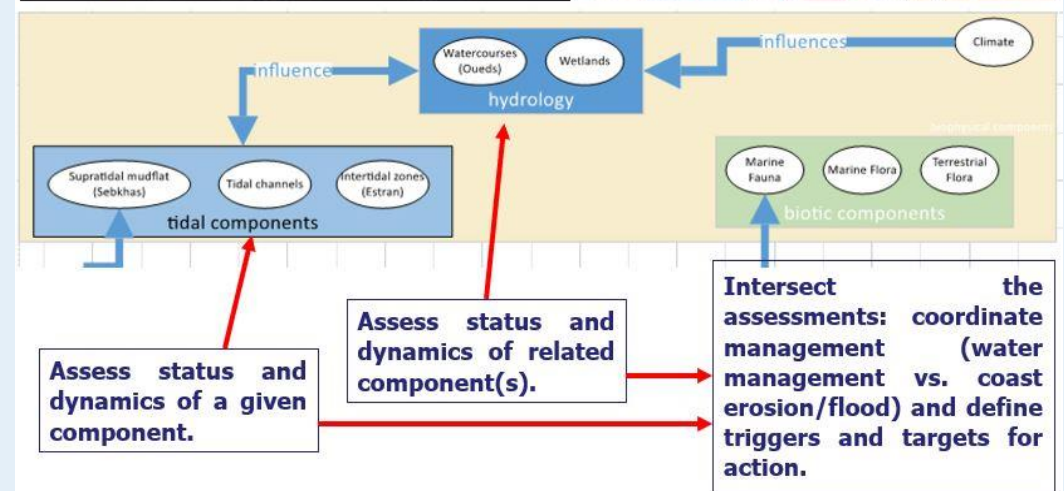 influence
Watercourses
(Oueds)
Wetlands
hydrology
influences
Climate
biophysical components
Supratidal mudflat
(Sebkhas)
Tidal channels
Intertidal zones
(Estran)
tidal components
Marine
Fauna
Marine Flora
Terrestrial
Flora
biotic components
Assess status and
dynamics of a given
component.
Assess status and
dynamics of related
component(s).
Intersect the
assessments: coordinate
management (water
management vs. coast
erosion/flood) and define
triggers and targets for
action.